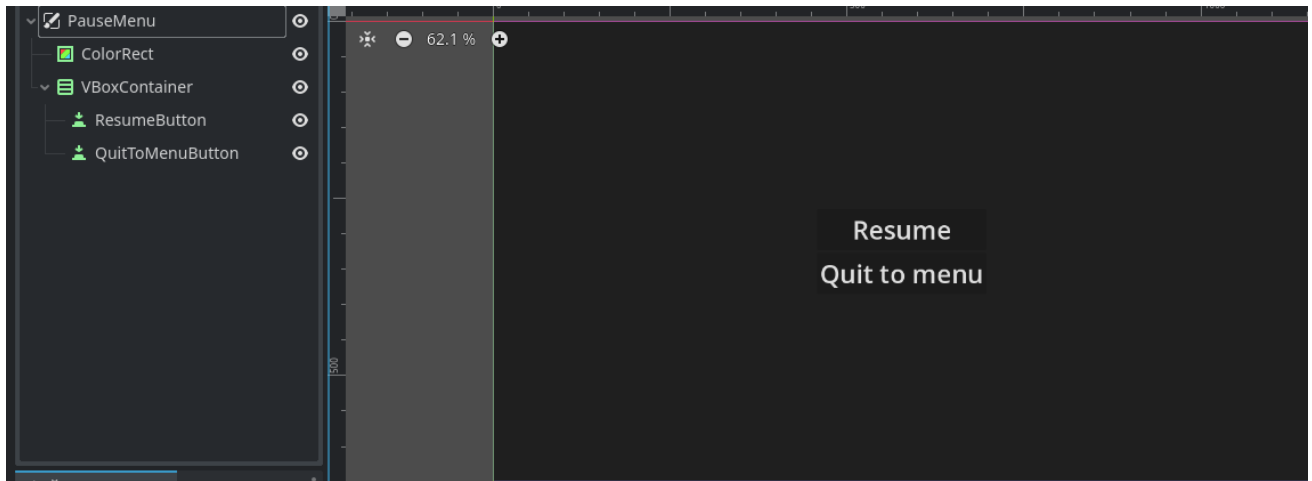 PauseMenu
ColorRect
VBoxContainer
ResumeButton
QuitToMenuButton
62.1 %
500
Resume
Quit to menu